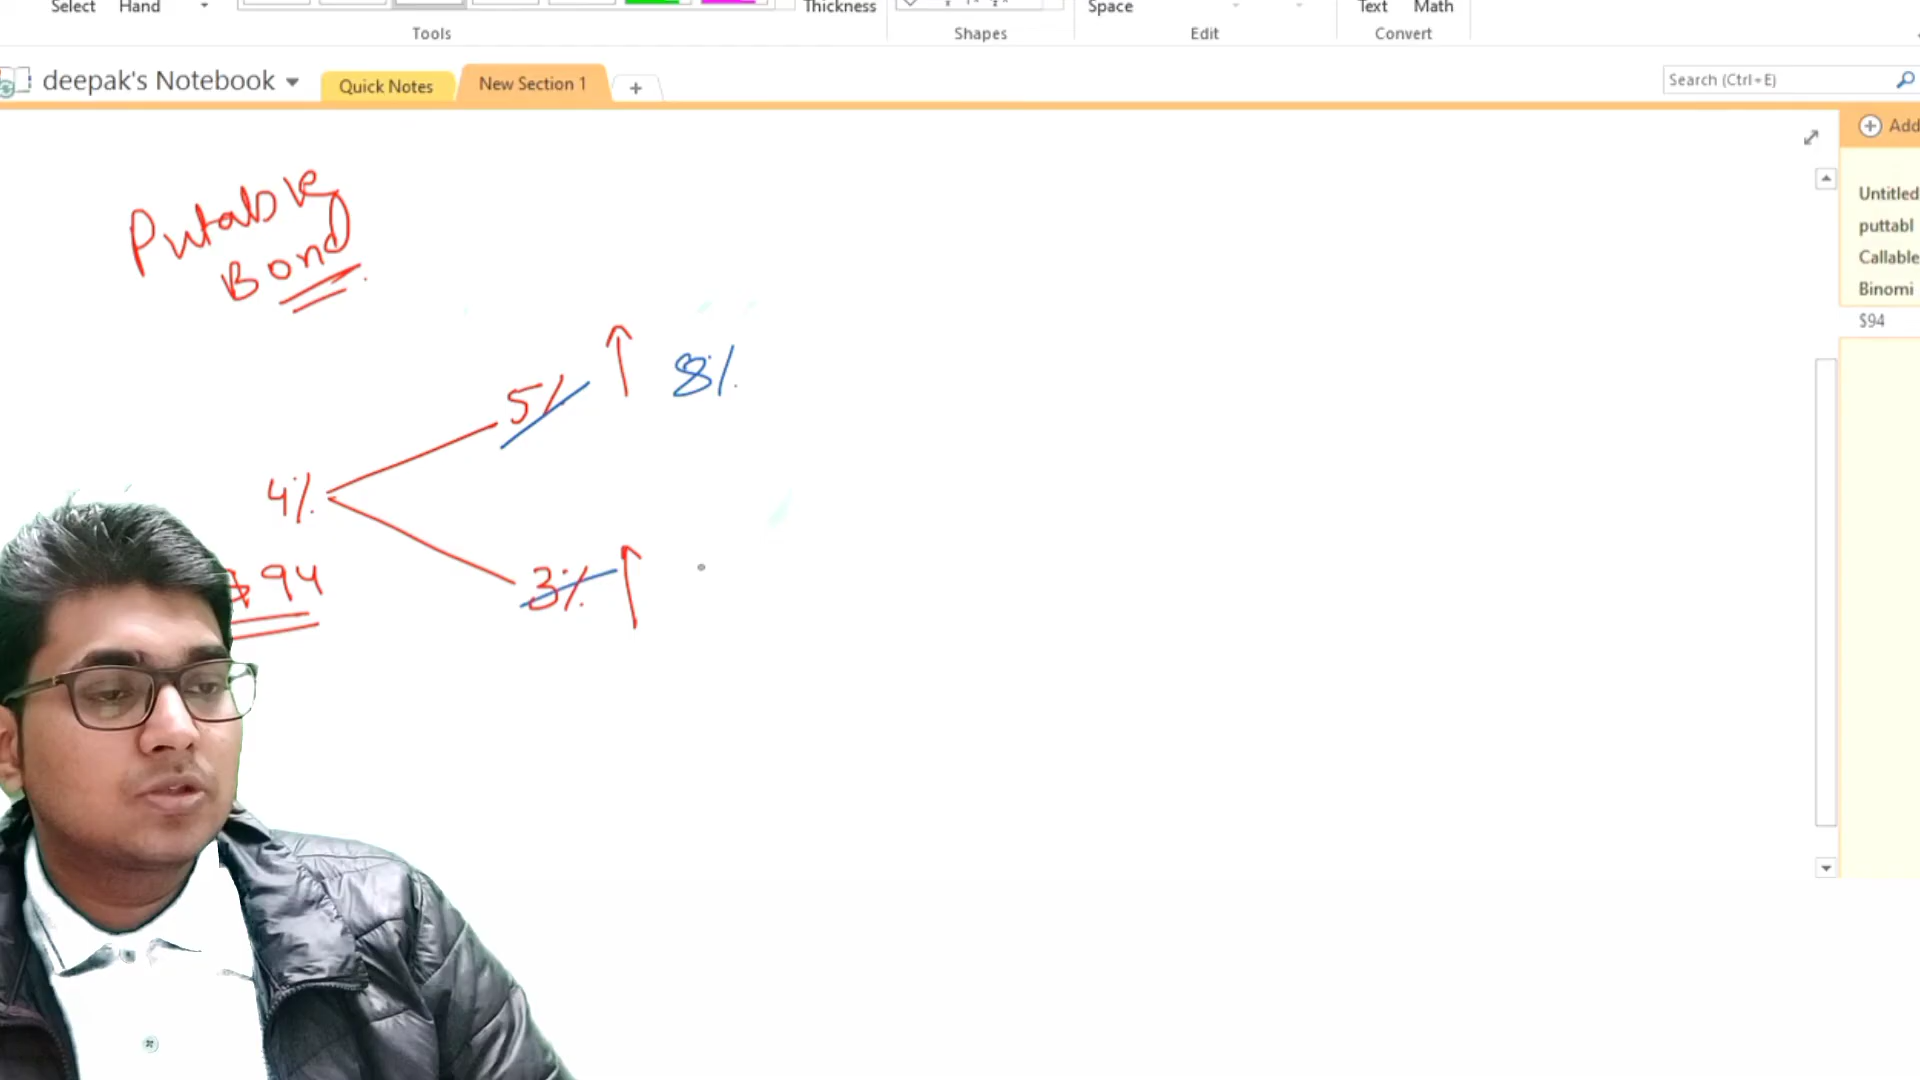 Select Hand Thickness Space Text Math
Tools Shapes Edit Convert
deepak's Notebook Quick Notes New Section 1 + Search (Ctrl+E)
Add
Untitled
puttabl
Callable
Binomi
$94
Putable
Bond
5% 8%
4%
3%
$94